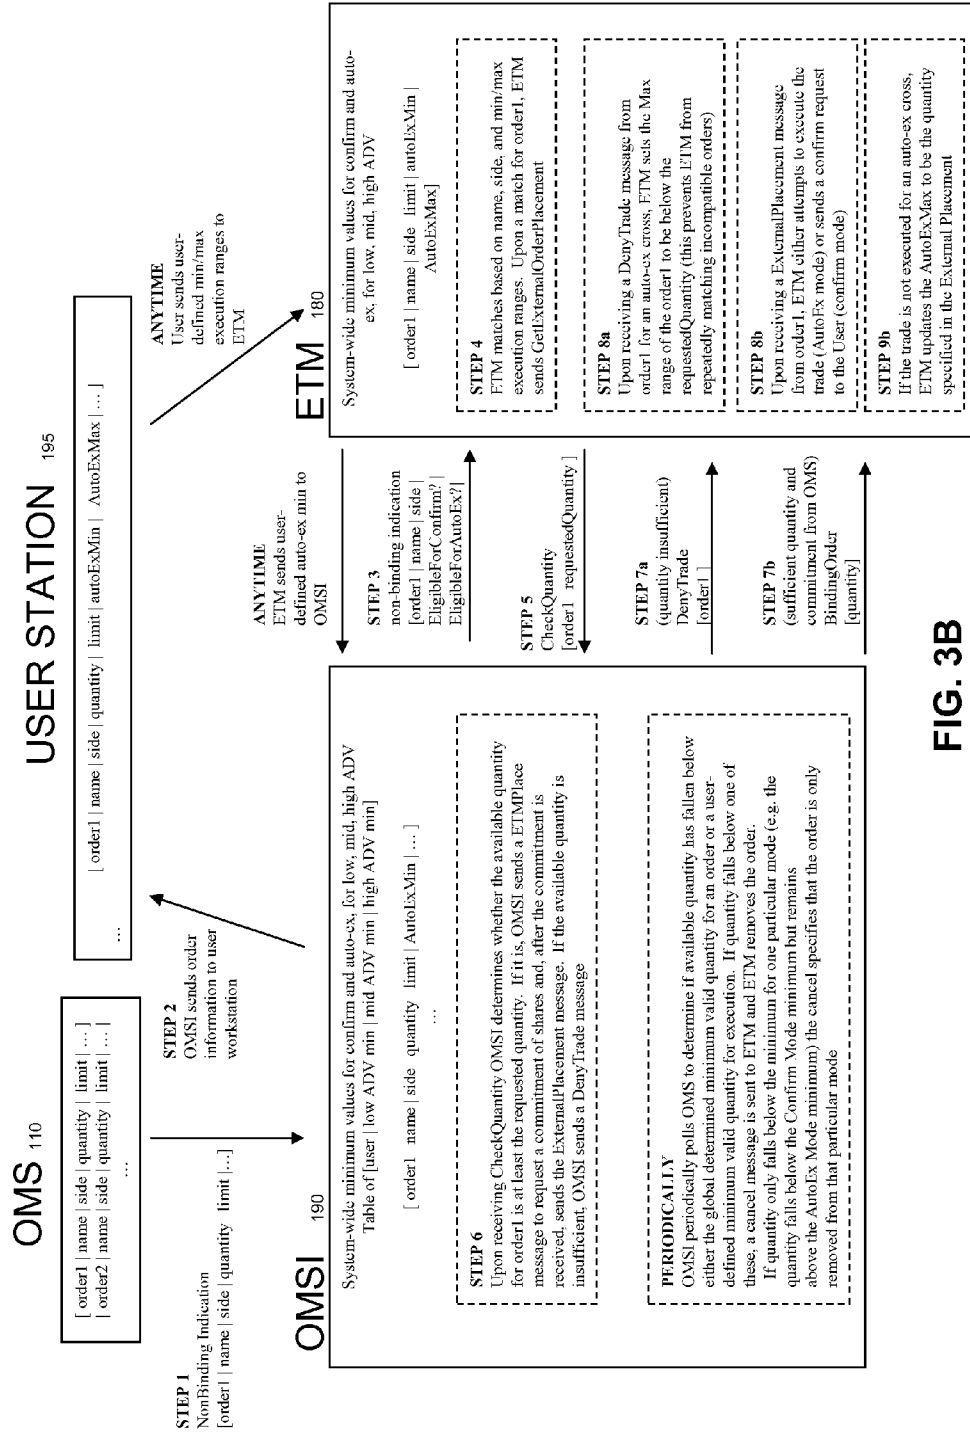 OMS 110
[ order1 | name | side | quantity | limit | ...]
| order2 | name | side | quantity | limit | ... |
...
USER STATION 195
[ order1 | name | side | quantity | limit | autoExMin | AutoExMax | ... ]
...
STEP 1
NonBinding Indication
[order1 | name | side | quantity limit |...]
STEP 2
OMSI sends order
information to user
workstation
ANYTIME
User sends user-
defined min/max
execution ranges to
ETM
OMSI 190
System-wide minimum values for confirm and auto-ex, for low, mid, high ADV
Table of [user | low ADV min | mid ADV min | high ADV min]
[ order1 name | side quantity limit | AutoExMin | ... ]
...
STEP 6
Upon receiving CheckQuantity OMSI determines whether the available quantity
for order1 is at least the requested quantity. If it is, OMSI sends a ETMPlace
message to request a commitment of shares and, after the commitment is
received, sends the ExternalPlacement message. If the available quantity is
insufficient, OMSI sends a DenyTrade message
PERIODICALLY
OMSI periodically polls OMS to determine if available quantity has fallen below
either the global determined minimum valid quantity for an order or a user-
defined minimum valid quantity for execution. If quantity falls below one of
these, a cancel message is sent to ETM and ETM removes the order.
If quantity only falls below the minimum for one particular mode (e.g. the
quantity falls below the Confirm Mode minimum but remains
above the AutoEx Mode minimum) the cancel specifies that the order is only
removed from that particular mode
ANYTIME
ETM sends user-
defined auto-ex min to
OMSI
STEP 3
non-binding indication
[order1 | name | side |
EligibleForConfirm? |
EligibleForAutoEx?]
STEP 5
CheckQuantity
[order1 requestedQuantity ]
STEP 7a
(quantity insufficient)
DenyTrade
[order1 ]
STEP 7b
(sufficient quantity and
commitment from OMS)
BindingOrder
[quantity]
ETM 180
System-wide minimum values for confirm and auto-
ex, for low, mid, high ADV
[ order1 | name | side limit | autoExMin |
AutoExMax]
STEP 4
ETM matches based on name, side, and min/max
execution ranges. Upon a match for order1, ETM
sends GetExternalOrderPlacement
STEP 8a
Upon receiving a DenyTrade message from
order1 for an auto-ex cross, ETM sets the Max
range of the order1 to be below the
requestedQuantity (this prevents ETM from
repeatedly matching incompatible orders)
STEP 8b
Upon receiving a ExternalPlacement message
from order1, ETM either attempts to execute the
trade (AutoEx mode) or sends a confirm request
to the User (confirm mode)
STEP 9b
If the trade is not executed for an auto-ex cross,
ETM updates the AutoExMax to be the quantity
specified in the External Placement
FIG. 3B